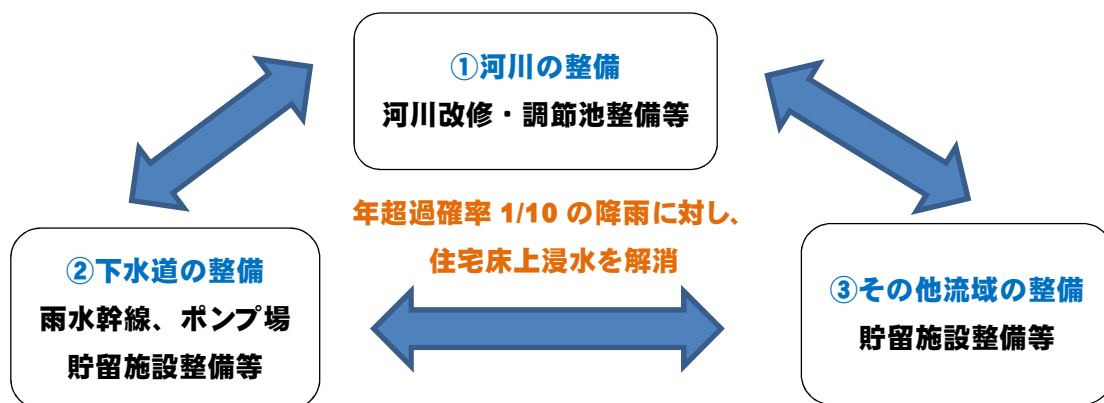 ①河川の整備
河川改修・調節池整備等
年超過確率 1/10 の降雨に対し、
住宅床上浸水を解消
②下水道の整備
雨水幹線、ポンプ場
貯留施設整備等
③その他流域の整備
貯留施設整備等